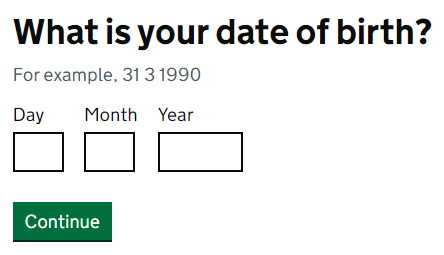 What is your date of birth?
For example, 31 3 1990
Day Month Year
Continue